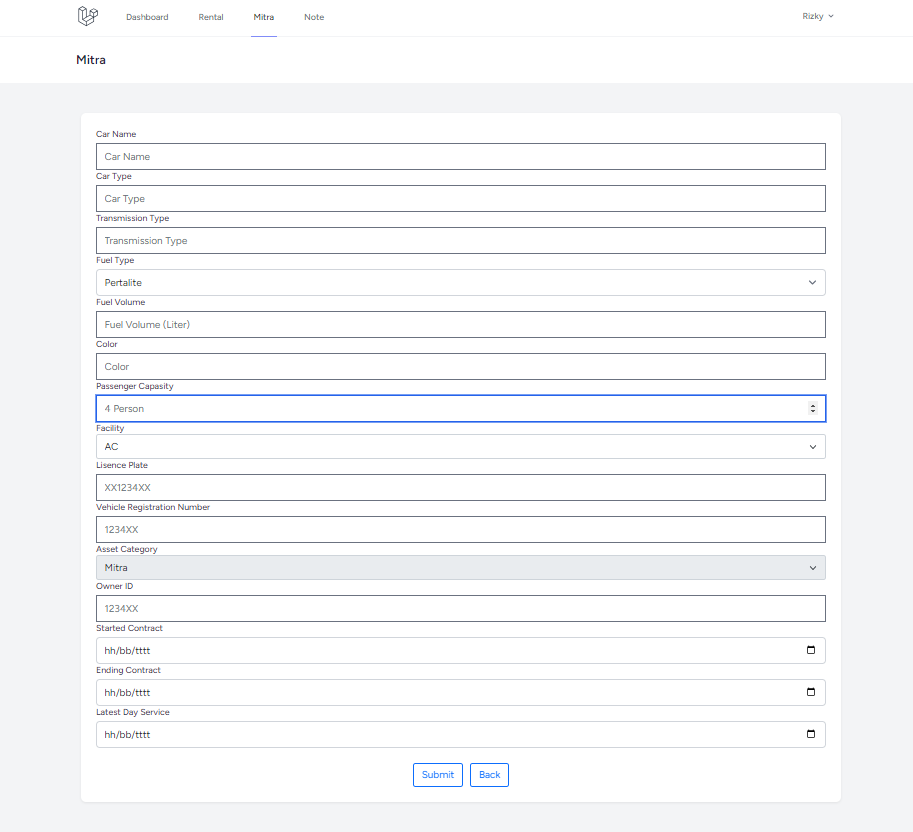 Dashboard Rental Mitra Note Rizky
Mitra
Car Name
Car Name
Car Type
Car Type
Transmission Type
Transmission Type
Fuel Type
Pertalite
Fuel Volume
Fuel Volume (Liter)
Color
Color
Passenger Capasity
4 Person
Facility
AC
Lisence Plate
XX1234XX
Vehicle Registration Number
1234XX
Asset Category
Mitra
Owner ID
1234XX
Started Contract
hh/bb/tttt
Ending Contract
hh/bb/tttt
Latest Day Service
hh/bb/tttt
Submit Back